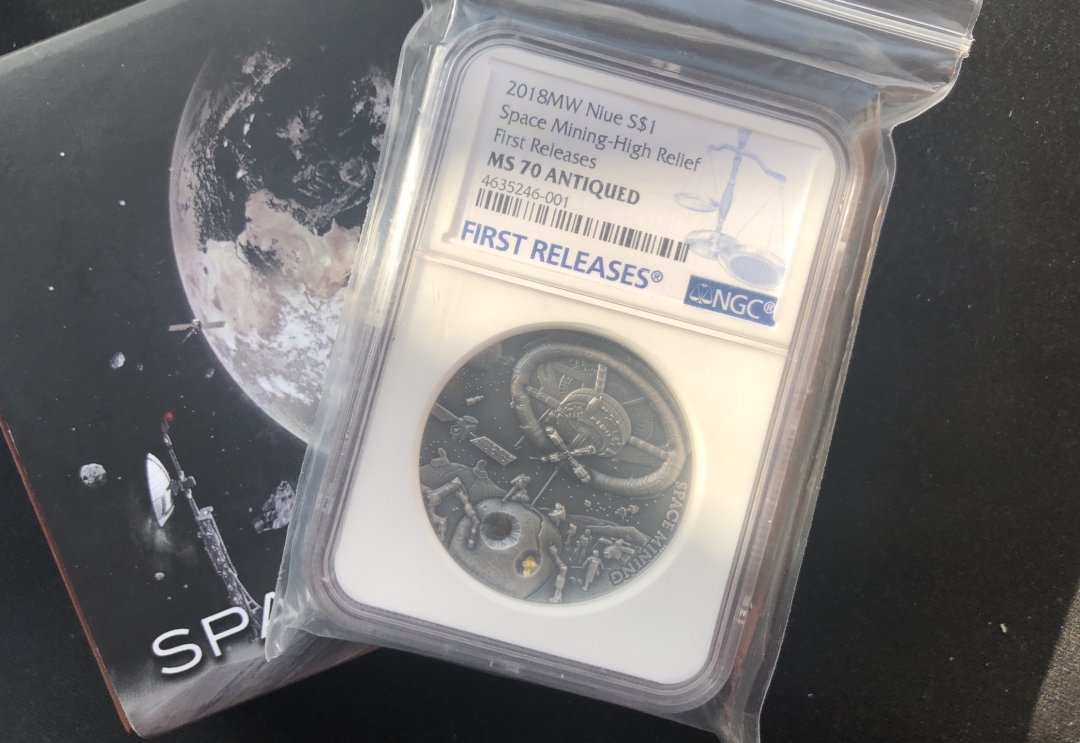 2018MW Niue S$1
Space Mining-High Relief
First Releases
MS 70 ANTIQUED
4635246-001
FIRST RELEASES®
NGC®
SPACE MINING
SPA